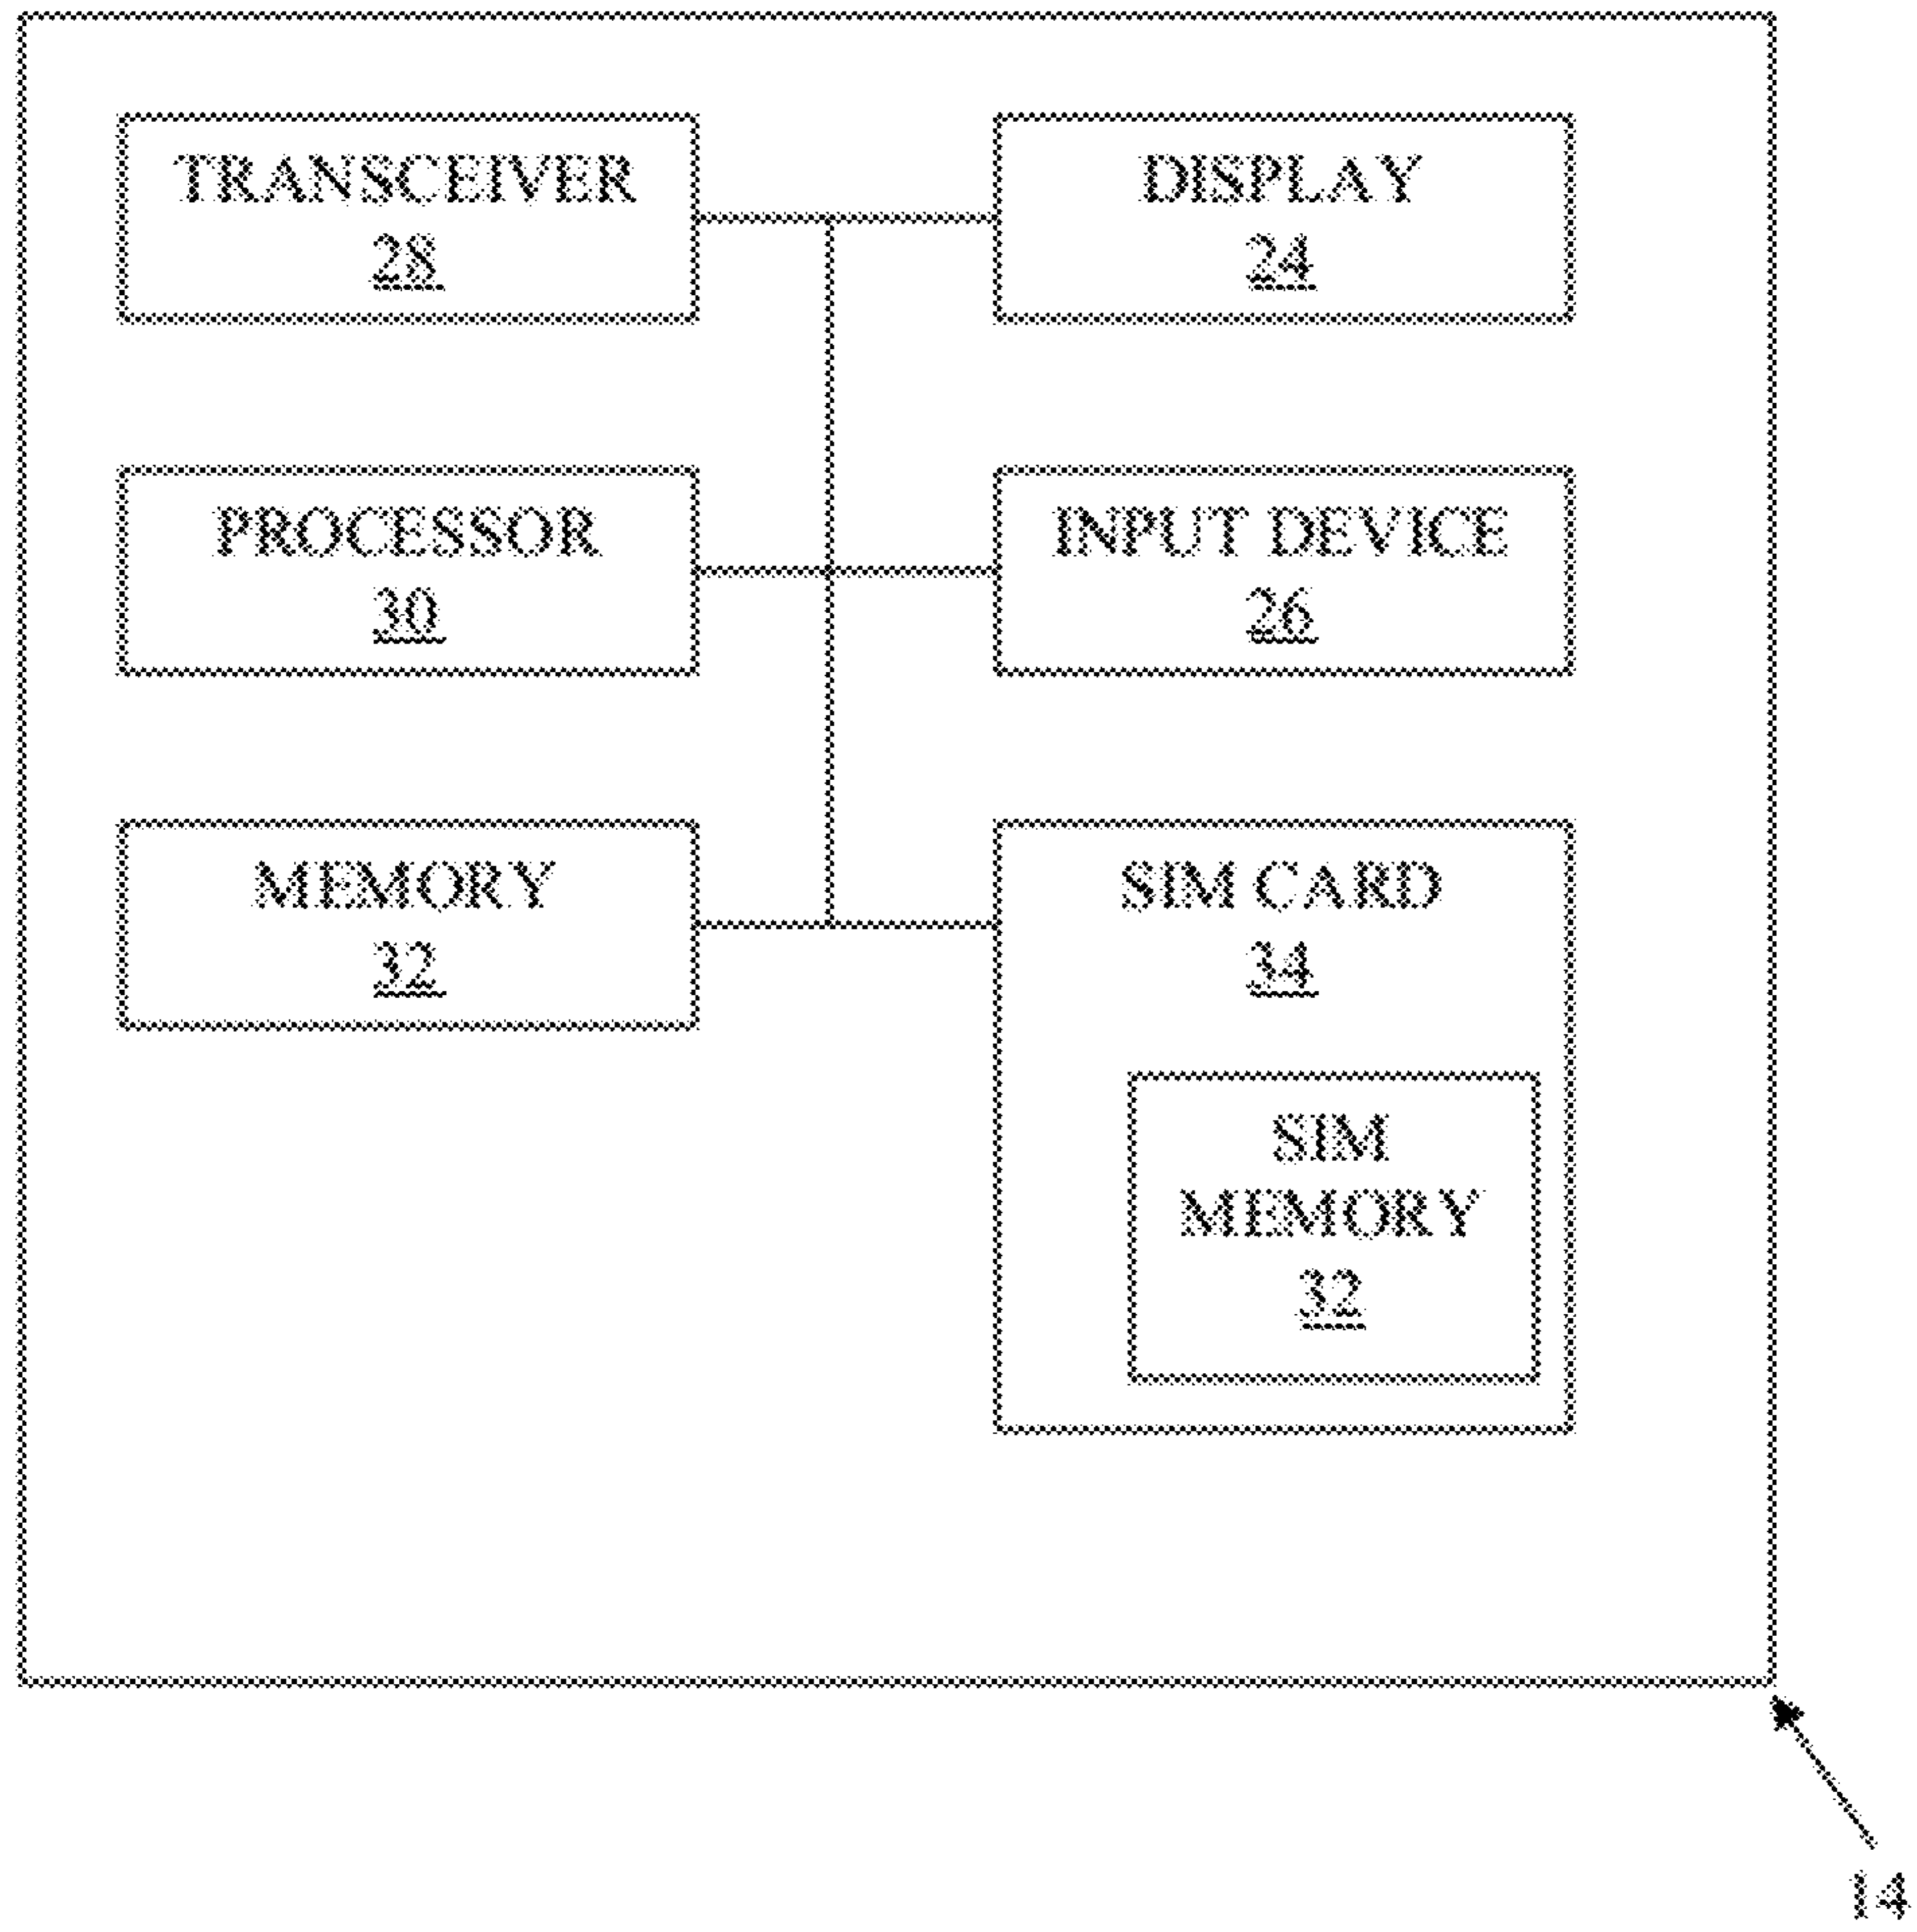 TRANSCEIVER
28
DISPLAY
24
PROCESSOR
30
INPUT DEVICE
26
MEMORY
32
SIM CARD
34
SIM
MEMORY
32
14